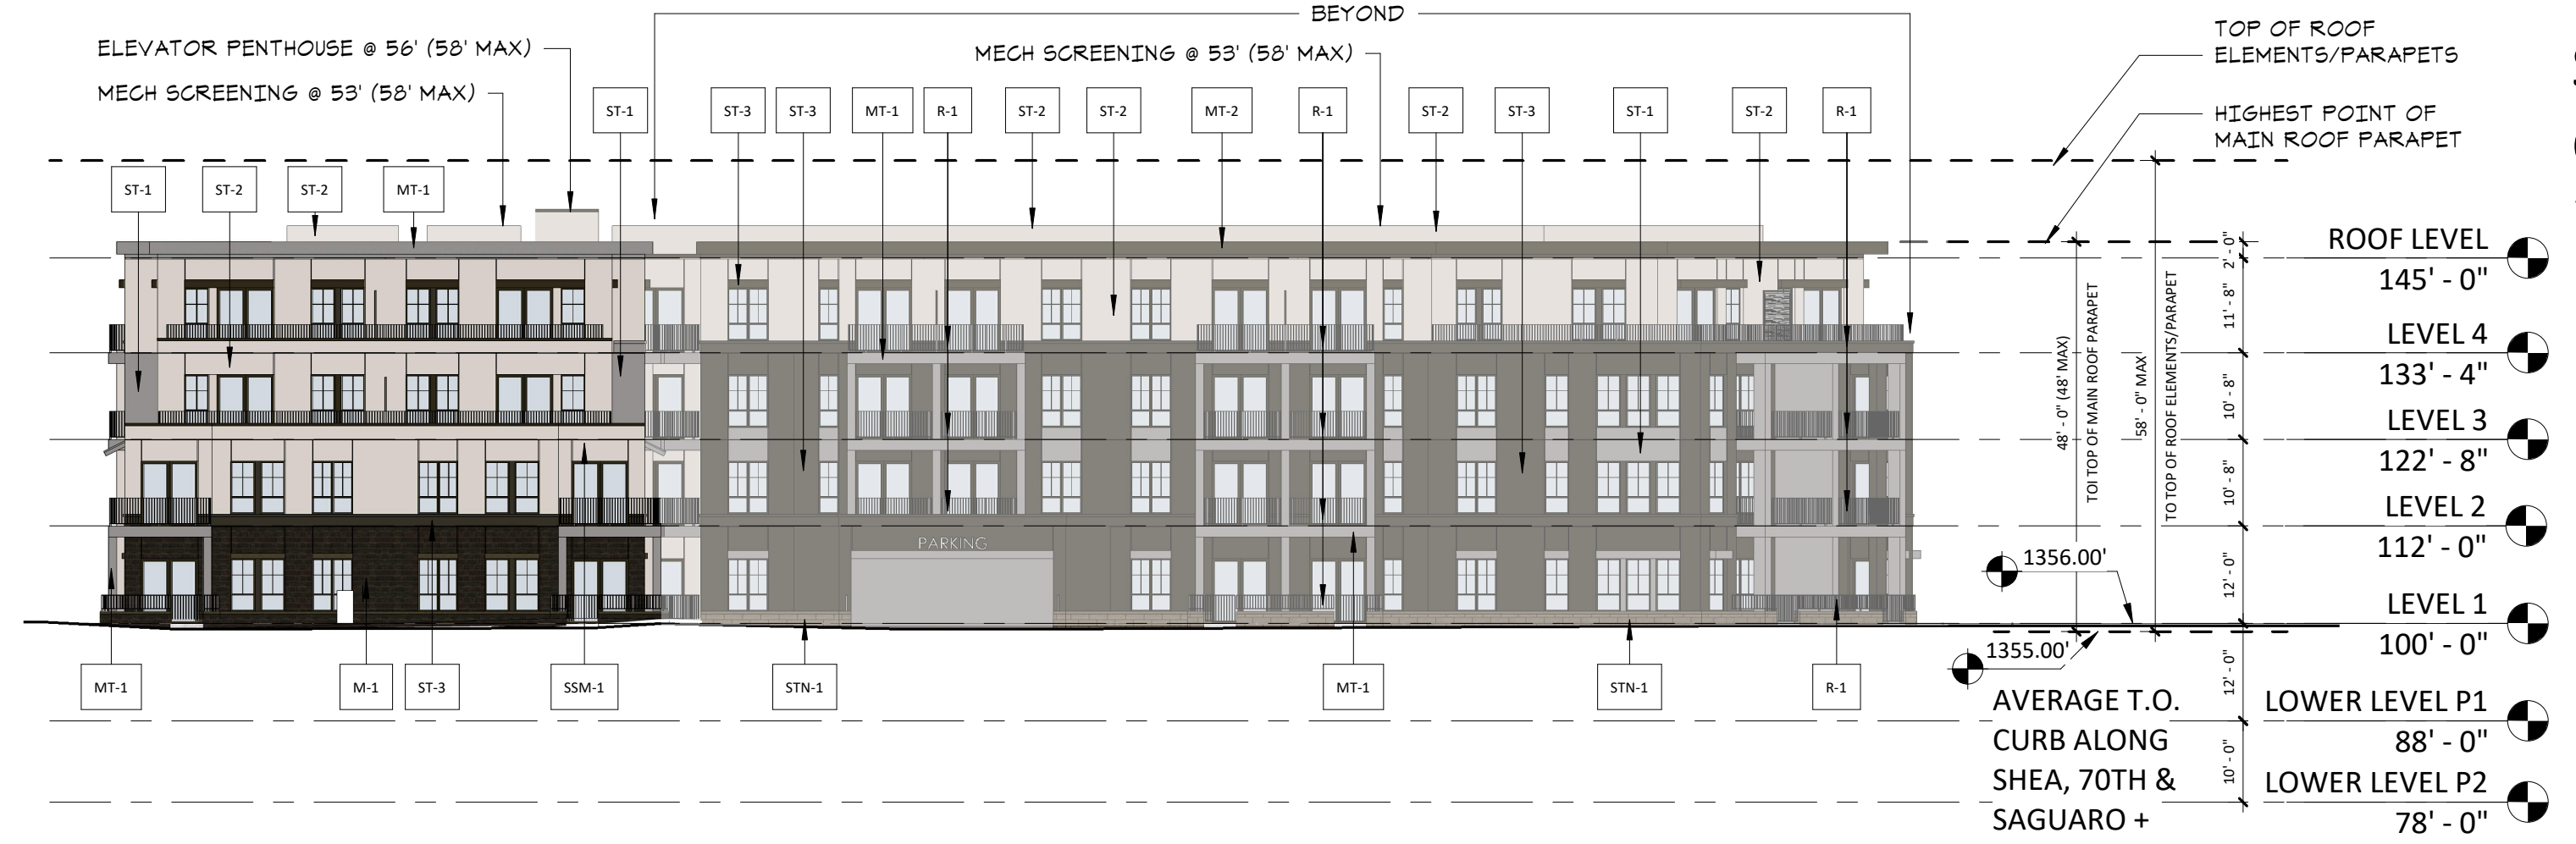 BEYOND
ELEVATOR PENTHOUSE @ 56' (58' MAX)
MECH SCREENING @ 53' (58' MAX)
MECH SCREENING @ 53' (58' MAX)
TOP OF ROOF
ELEMENTS/PARAPETS
HIGHEST POINT OF
MAIN ROOF PARAPET
ST-1
ST-3
ST-3
MT-1
R-1
ST-2
ST-2
MT-2
R-1
ST-2
ST-3
ST-1
ST-2
R-1
ST-1
ST-2
ST-2
MT-1
PARKING
MT-1
M-1
ST-3
SSM-1
STN-1
MT-1
STN-1
R-1
48' - 0" (48' MAX)
TOI TOP OF MAIN ROOF PARAPET
58' - 0" MAX
TO TOP OF ROOF ELEMENTS/PARAPET
2' - 0"
11' - 8"
10' - 8"
10' - 8"
12' - 0"
12' - 0"
10' - 0"
1356.00'
1355.00'
AVERAGE T.O.
CURB ALONG
SHEA, 70TH &
SAGUARO +
ROOF LEVEL
145' - 0"
LEVEL 4
133' - 4"
LEVEL 3
122' - 8"
LEVEL 2
112' - 0"
LEVEL 1
100' - 0"
LOWER LEVEL P1
88' - 0"
LOWER LEVEL P2
78' - 0"